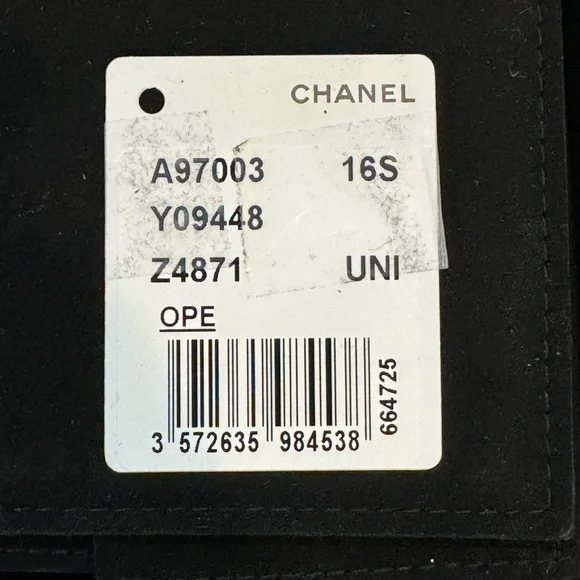 CHANEL
A97003 16S
Y09448
Z4871 UNI
OPE
664725
3 572635 984538